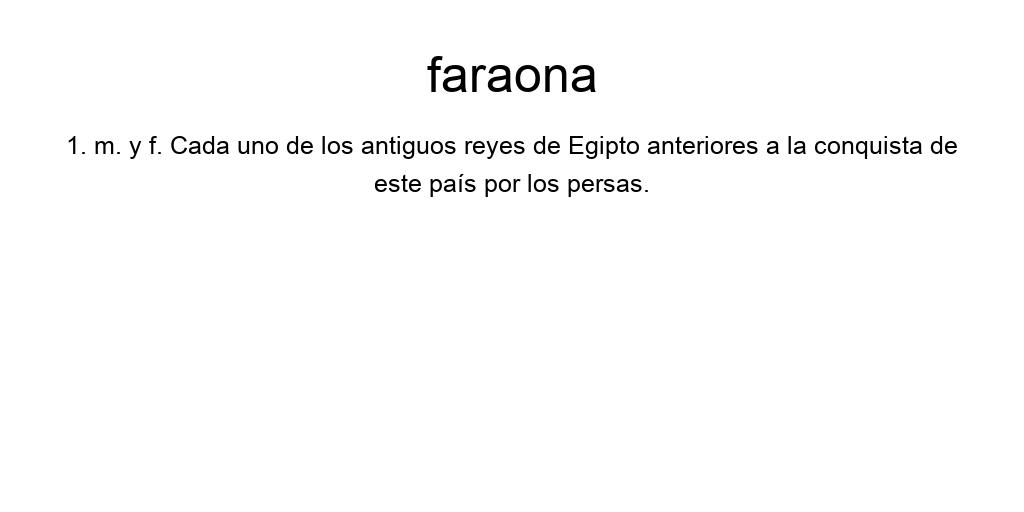 faraona
1. m. y f. Cada uno de los antiguos reyes de Egipto anteriores a la conquista de
este país por los persas.